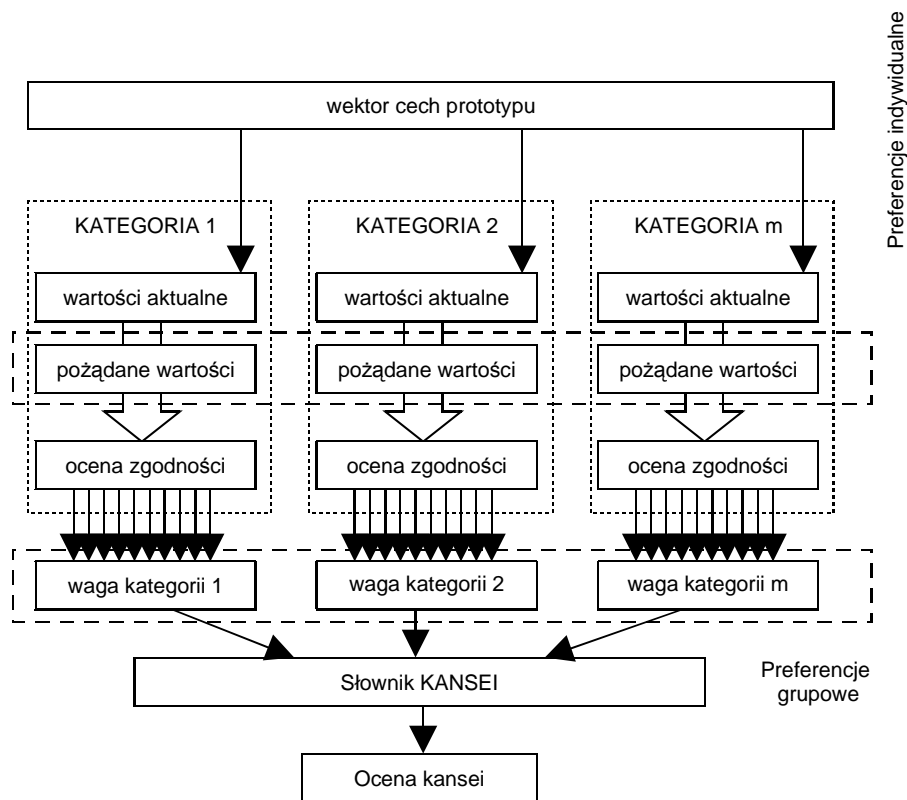 Preferencje indywidualne
wektor cech prototypu
KATEGORIA 1
KATEGORIA 2
KATEGORIA m
wartości aktualne
wartości aktualne
wartości aktualne
pożądane wartości
pożądane wartości
pożądane wartości
ocena zgodności
ocena zgodności
ocena zgodności
waga kategorii 1
waga kategorii 2
waga kategorii m
Słownik KANSEI
Preferencje
grupowe
Ocena kansei